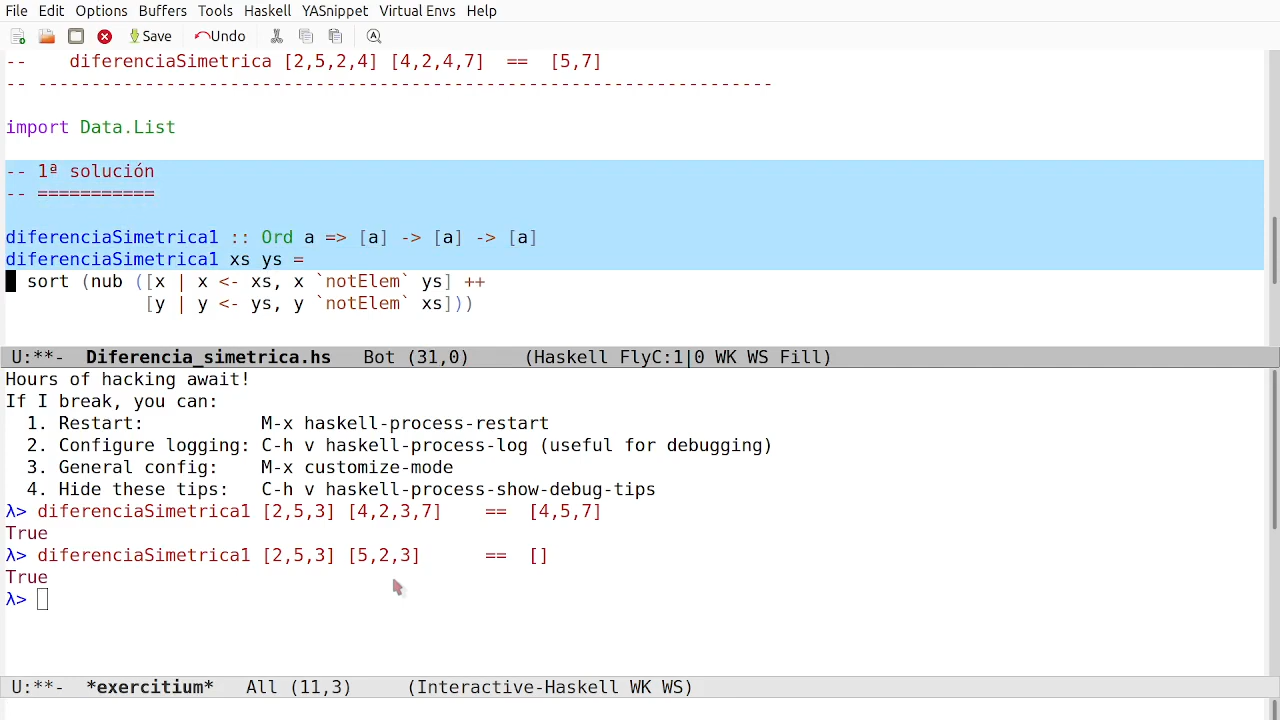 File Edit Options Buffers Tools Haskell YASnippet Virtual Envs Help
Save Undo
--    diferenciaSimetrica [2,5,2,4] [4,2,4,7]  ==  [5,7]
-- ---------------------------------------------------------------------
import Data.List
-- 1ª solución
-- ===========
diferenciaSimetrica1 :: Ord a => [a] -> [a] -> [a]
diferenciaSimetrica1 xs ys =
  sort (nub ([x | x <- xs, x `notElem` ys] ++
             [y | y <- ys, y `notElem` xs]))
U:**-  Diferencia_simetrica.hs   Bot (31,0)     (Haskell FlyC:1|0 WK WS Fill)
Hours of hacking await!
If I break, you can:
  1. Restart:           M-x haskell-process-restart
  2. Configure logging: C-h v haskell-process-log (useful for debugging)
  3. General config:    M-x customize-mode
  4. Hide these tips:   C-h v haskell-process-show-debug-tips
λ> diferenciaSimetrica1 [2,5,3] [4,2,3,7]    ==  [4,5,7]
True
λ> diferenciaSimetrica1 [2,5,3] [5,2,3]      ==  []
True
λ>
U:**-  *exercitium*   All (11,3)     (Interactive-Haskell WK WS)